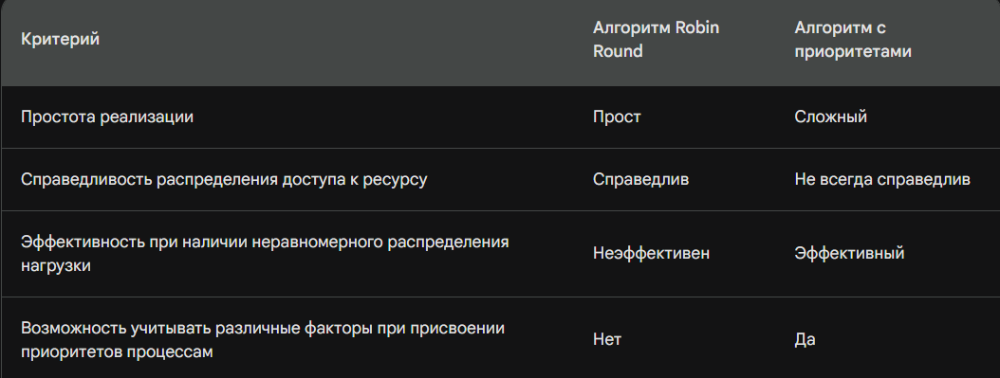 Критерий
Алгоритм Robin
Round
Алгоритм с
приоритетами
Простота реализации
Прост
Сложный
Справедливость распределения доступа к ресурсу
Справедлив
Не всегда справедлив
Эффективность при наличии неравномерного распределения
нагрузки
Неэффективен
Эффективный
Возможность учитывать различные факторы при присвоении
приоритетов процессам
Нет
Да